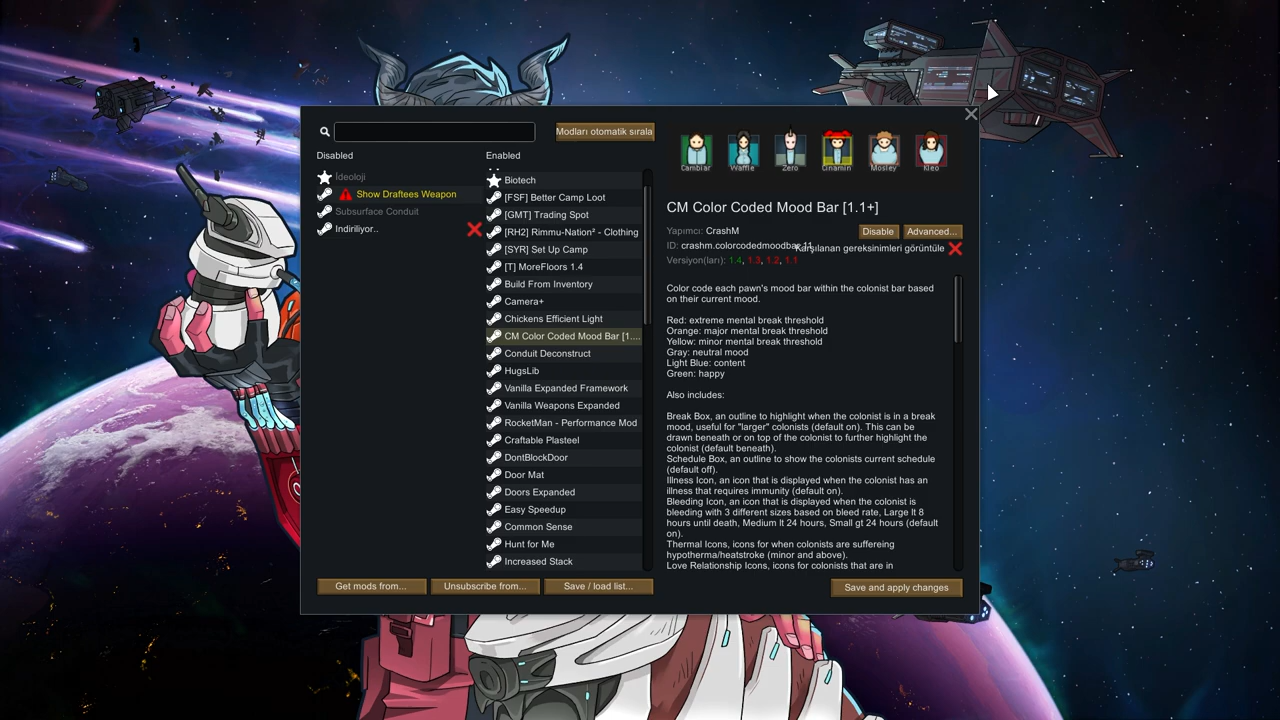 Modları otomatik sırala
Disabled
İdeoloji
Show Draftees Weapon
Subsurface Conduit
İndiriliyor..
Enabled
Biotech
[FSF] Better Camp Loot
[GMT] Trading Spot
[RH2] Rimmu-Nation² - Clothing
[SYR] Set Up Camp
[T] MoreFloors 1.4
Build From Inventory
Camera+
Chickens Efficient Light
CM Color Coded Mood Bar [1....
Conduit Deconstruct
HugsLib
Vanilla Expanded Framework
Vanilla Weapons Expanded
RocketMan - Performance Mod
Craftable Plasteel
DontBlockDoor
Door Mat
Doors Expanded
Easy Speedup
Common Sense
Hunt for Me
Increased Stack
Get mods from...
Unsubscribe from...
Save / load list...
Cambiar
Waffle
Zero
Cinamin
Mosley
Kleo
CM Color Coded Mood Bar [1.1+]
Yapımcı: CrashM
Disable
Advanced...
ID: crashm.colorcodedmoodbar.11
Karşılanan gereksinimleri görüntüle
Versiyon(ları): 1.4, 1.3, 1.2, 1.1
Color code each pawn's mood bar within the colonist bar based
on their current mood.
Red: extreme mental break threshold
Orange: major mental break threshold
Yellow: minor mental break threshold
Gray: neutral mood
Light Blue: content
Green: happy
Also includes:
Break Box, an outline to highlight when the colonist is in a break
mood, useful for "larger" colonists (default on). This can be
drawn beneath or on top of the colonist to further highlight the
colonist (default beneath).
Schedule Box, an outline to show the colonists current schedule
(default off).
Illness Icon, an icon that is displayed when the colonist has an
illness that requires immunity (default on).
Bleeding Icon, an icon that is displayed when the colonist is
bleeding with 3 different sizes based on bleed rate, Large lt 8
hours until death, Medium lt 24 hours, Small gt 24 hours (default
on).
Thermal Icons, icons for when colonists are suffereing
hypotherma/heatstroke (minor and above).
Love Relationship Icons, icons for colonists that are in
Save and apply changes